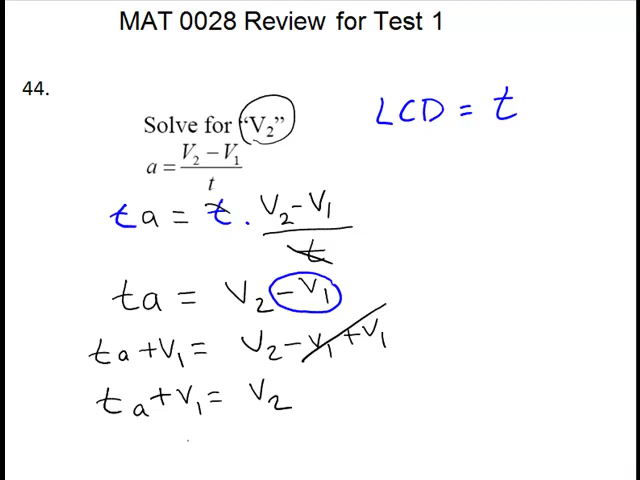 MAT 0028 Review for Test 1
44.
LCD = t
Solve for "V₂"
a = (V₂ − V₁)/t
ta = t · (V₂ − V₁)/t
ta = V₂ − V₁
ta + V₁ = V₂ − V₁ + V₁
ta + V₁ = V₂